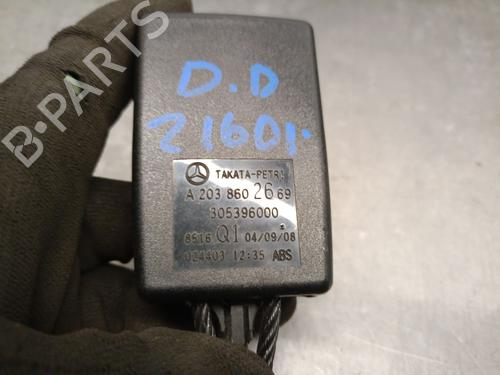 D.D
21601.
TAKATA-PETRI
A 203 860 26 69
305396000
8516 Q1 04/09/08
024403 12:35 ABS
B-PARTS